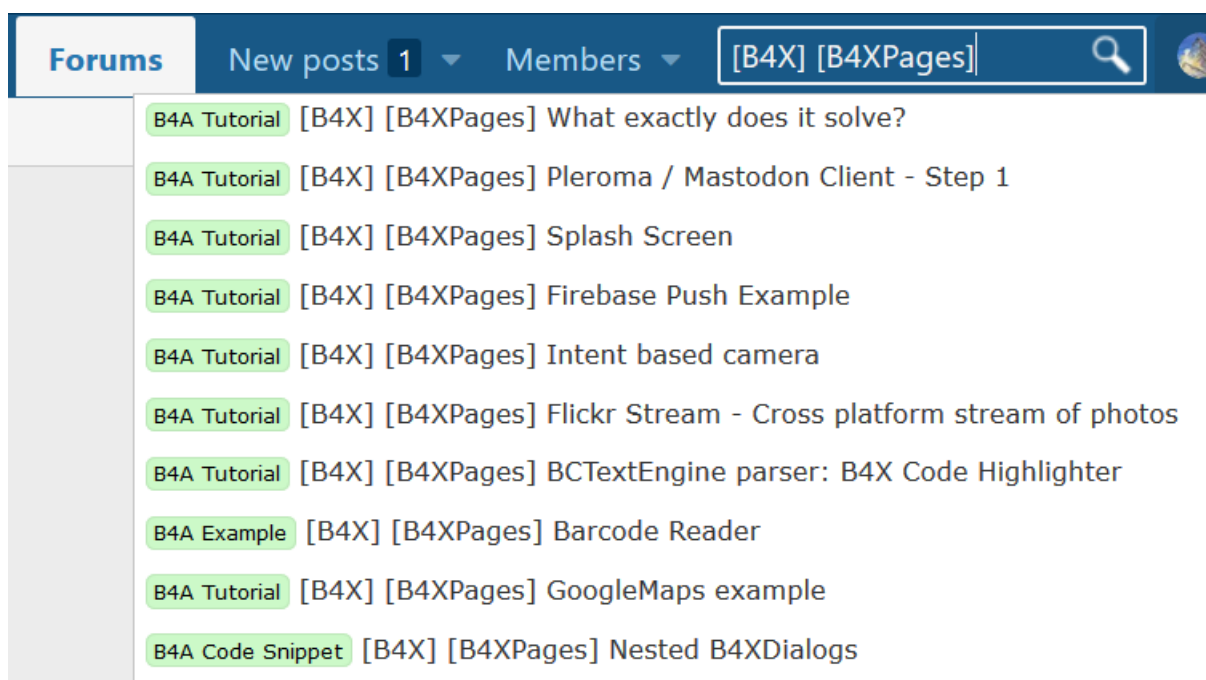 Forums New posts 1 Members [B4X] [B4XPages]
B4A Tutorial [B4X] [B4XPages] What exactly does it solve?
B4A Tutorial [B4X] [B4XPages] Pleroma / Mastodon Client - Step 1
B4A Tutorial [B4X] [B4XPages] Splash Screen
B4A Tutorial [B4X] [B4XPages] Firebase Push Example
B4A Tutorial [B4X] [B4XPages] Intent based camera
B4A Tutorial [B4X] [B4XPages] Flickr Stream - Cross platform stream of photos
B4A Tutorial [B4X] [B4XPages] BCTextEngine parser: B4X Code Highlighter
B4A Example [B4X] [B4XPages] Barcode Reader
B4A Tutorial [B4X] [B4XPages] GoogleMaps example
B4A Code Snippet [B4X] [B4XPages] Nested B4XDialogs